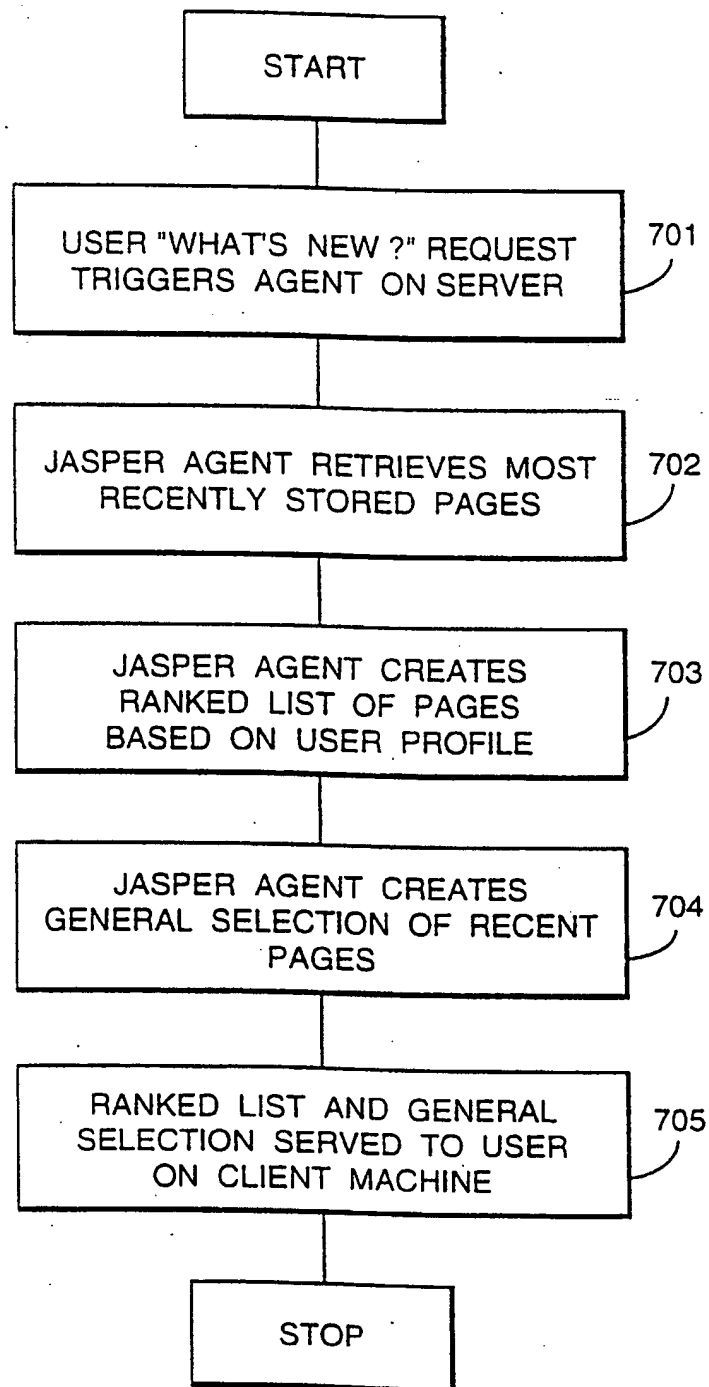 START
USER "WHAT'S NEW ?" REQUEST
TRIGGERS AGENT ON SERVER
701
JASPER AGENT RETRIEVES MOST
RECENTLY STORED PAGES
702
JASPER AGENT CREATES
RANKED LIST OF PAGES
BASED ON USER PROFILE
703
JASPER AGENT CREATES
GENERAL SELECTION OF RECENT
PAGES
704
RANKED LIST AND GENERAL
SELECTION SERVED TO USER
ON CLIENT MACHINE
705
STOP